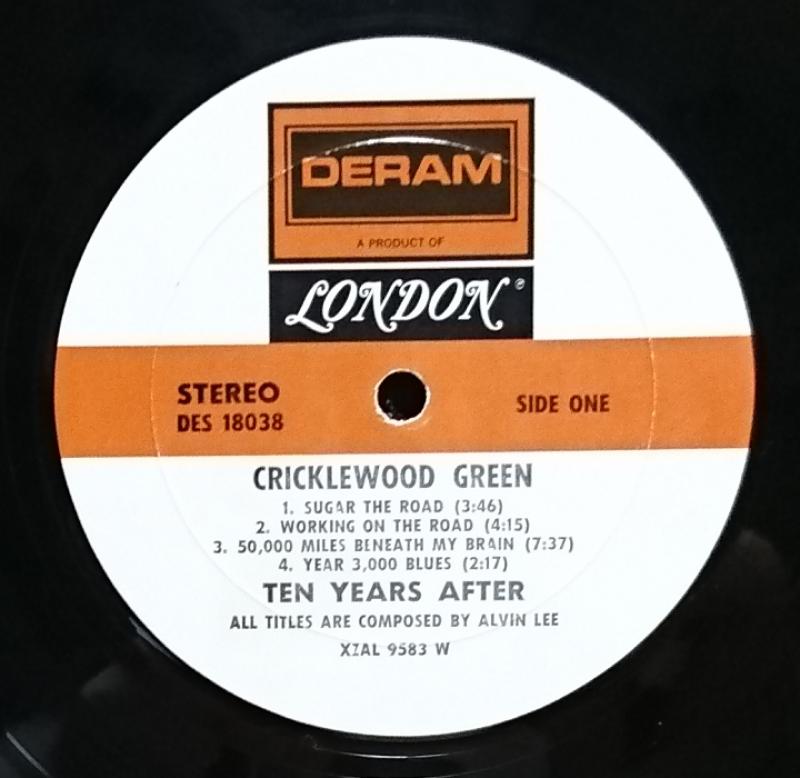 DERAM
A PRODUCT OF
LONDON®
STEREO
DES 18038
SIDE ONE
CRICKLEWOOD GREEN
1. SUGAR THE ROAD (3:46)
2. WORKING ON THE ROAD (4:15)
3. 50,000 MILES BENEATH MY BRAIN (7:37)
4. YEAR 3,000 BLUES (2:17)
TEN YEARS AFTER
ALL TITLES ARE COMPOSED BY ALVIN LEE
XZAL 9583 W